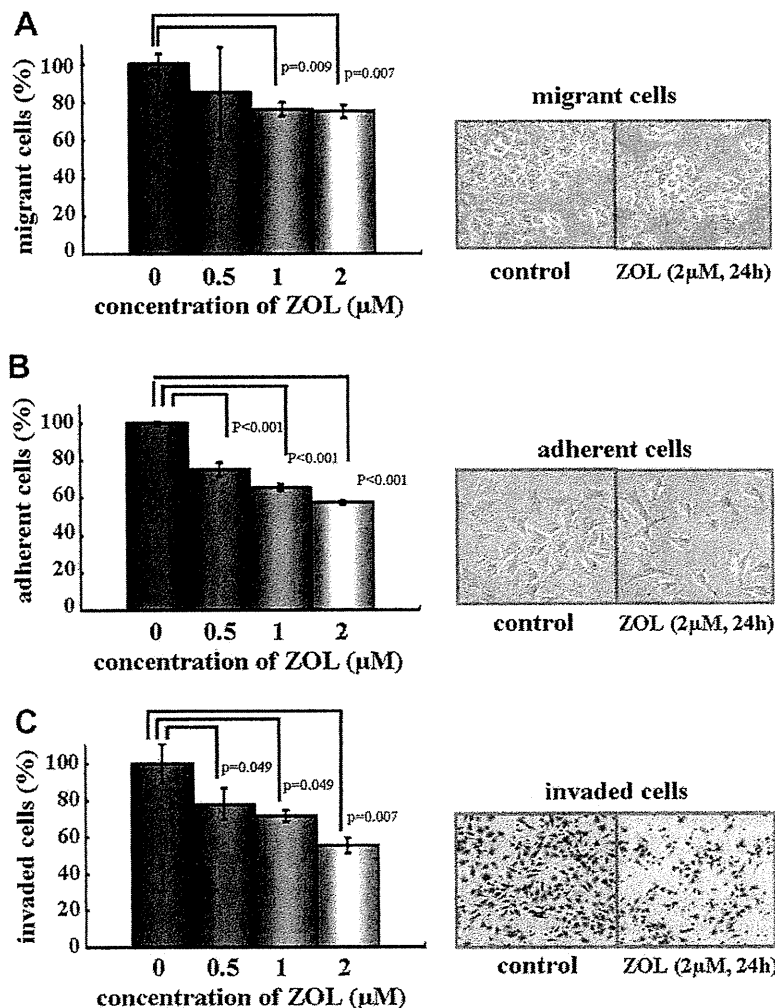 A
migrant cells (%)
100
80
60
40
20
0
p=0.009
p=0.007
0 0.5 1 2
concentration of ZOL (μM)
migrant cells
control ZOL (2μM, 24h)
B
adherent cells (%)
100
80
60
40
20
0
P<0.001
P<0.001
P<0.001
0 0.5 1 2
concentration of ZOL (μM)
adherent cells
control ZOL (2μM, 24h)
C
invaded cells (%)
100
80
60
40
20
0
p=0.049
p=0.049
p=0.007
0 0.5 1 2
concentration of ZOL (μM)
invaded cells
control ZOL (2μM, 24h)